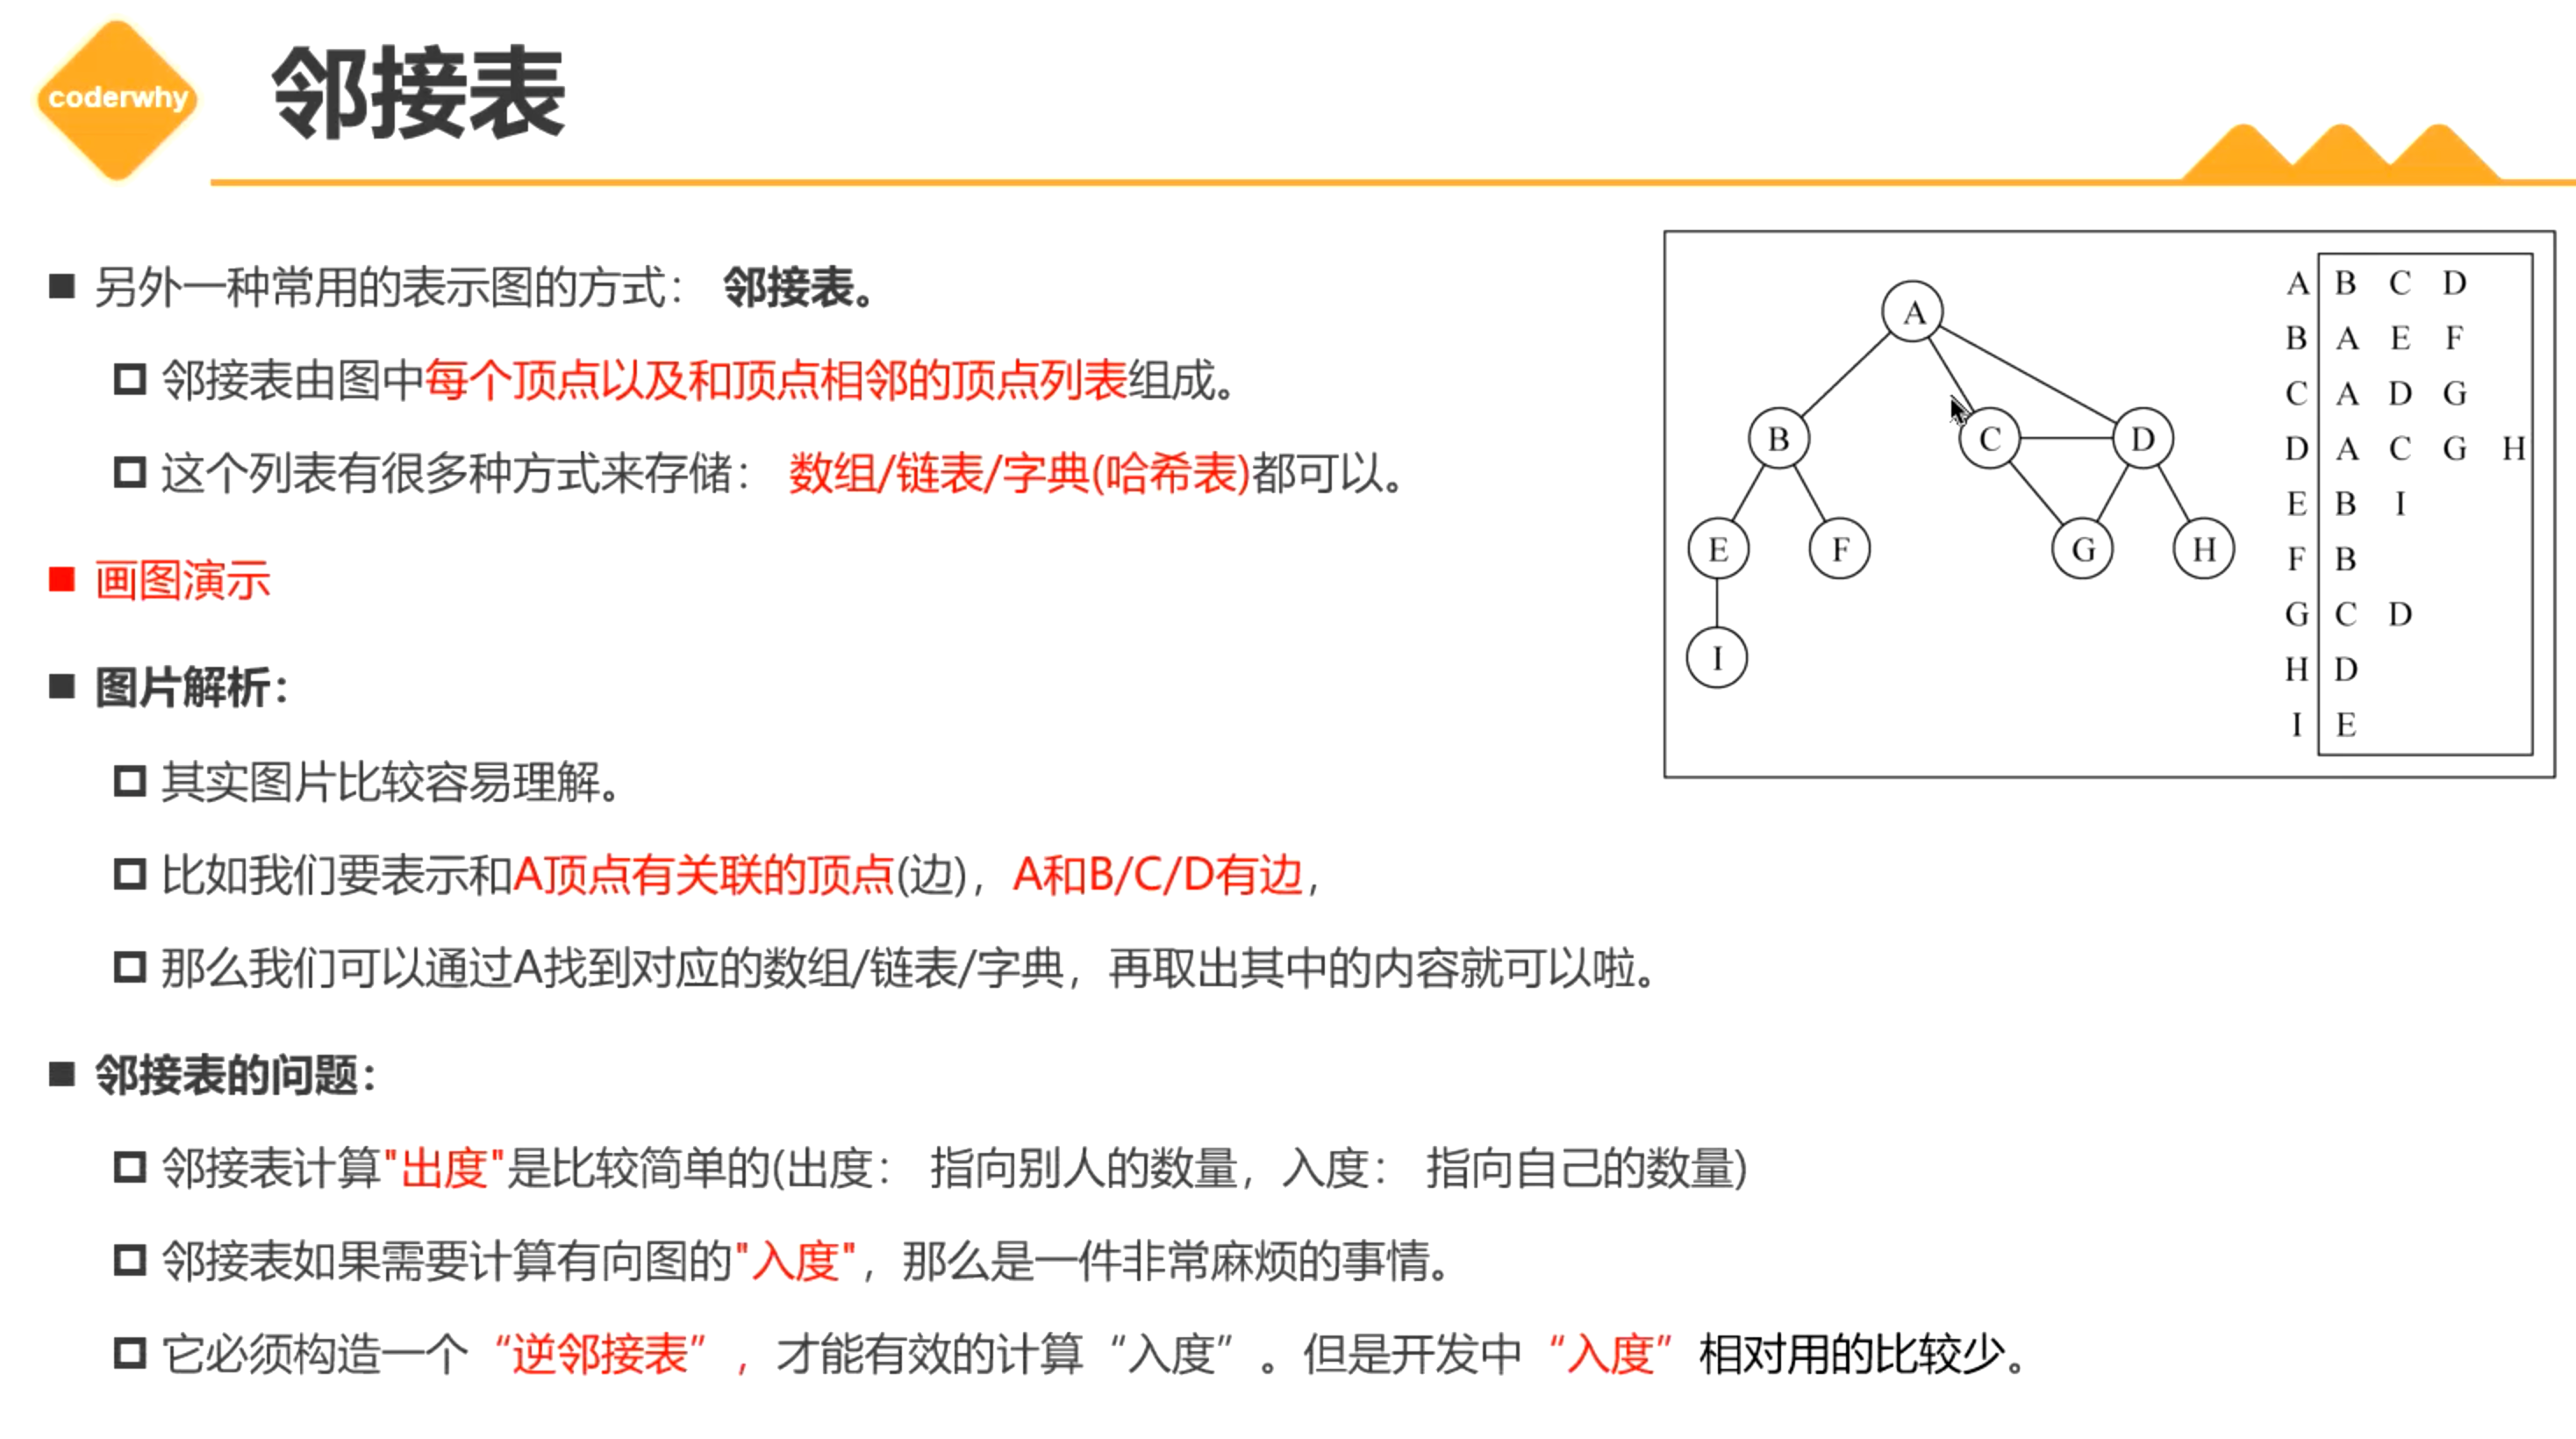 coderwhy
邻接表
另外一种常用的表示图的方式： 邻接表。
邻接表由图中每个顶点以及和顶点相邻的顶点列表组成。
这个列表有很多种方式来存储： 数组/链表/字典(哈希表)都可以。
画图演示
图片解析：
其实图片比较容易理解。
比如我们要表示和A顶点有关联的顶点(边)，A和B/C/D有边，
那么我们可以通过A找到对应的数组/链表/字典，再取出其中的内容就可以啦。
邻接表的问题：
邻接表计算"出度"是比较简单的(出度： 指向别人的数量，入度： 指向自己的数量)
邻接表如果需要计算有向图的"入度"，那么是一件非常麻烦的事情。
它必须构造一个“逆邻接表”，才能有效的计算“入度”。但是开发中“入度”相对用的比较少。
A
B C D
E F G H
I
A B C D
B A E F
C A D G
D A C G H
E B I
F B
G C D
H D
I E